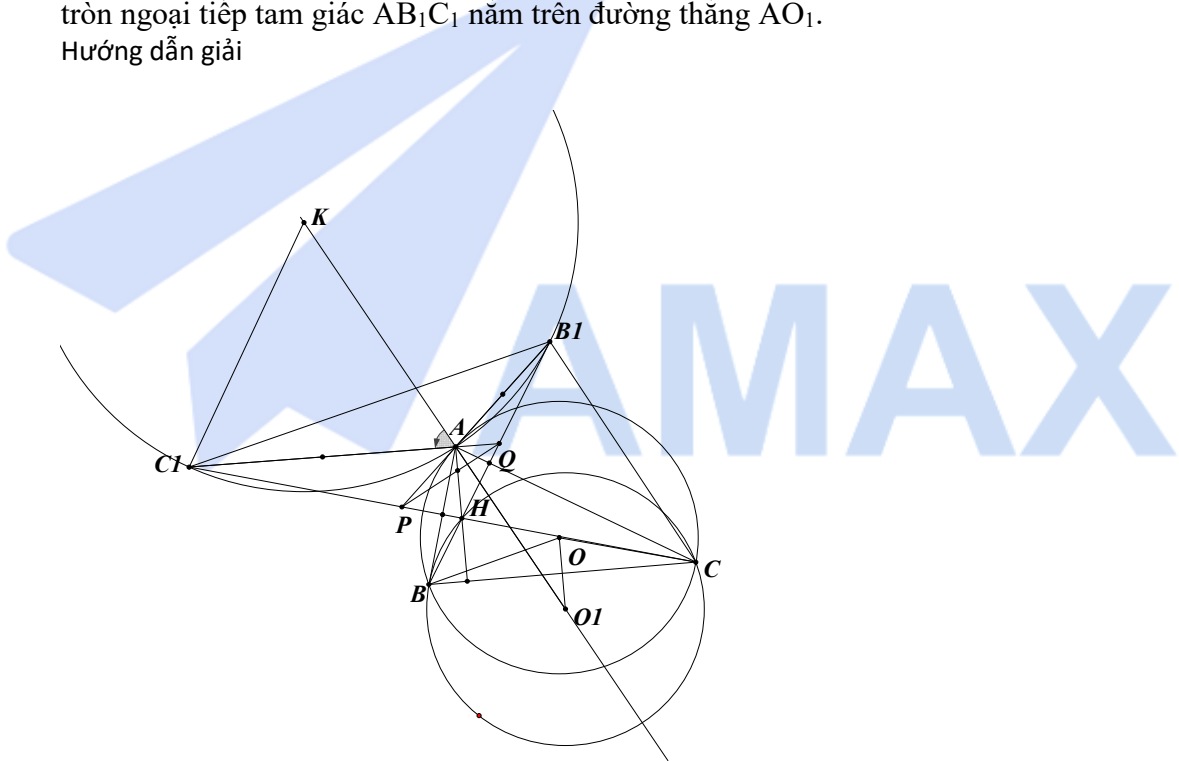 tròn ngoại tiếp tam giác AB₁C₁ nằm trên đường thẳng AO₁.
Hướng dẫn giải
K
B1
A
C1
Q
P
H
O
C
B
O1
AMAX